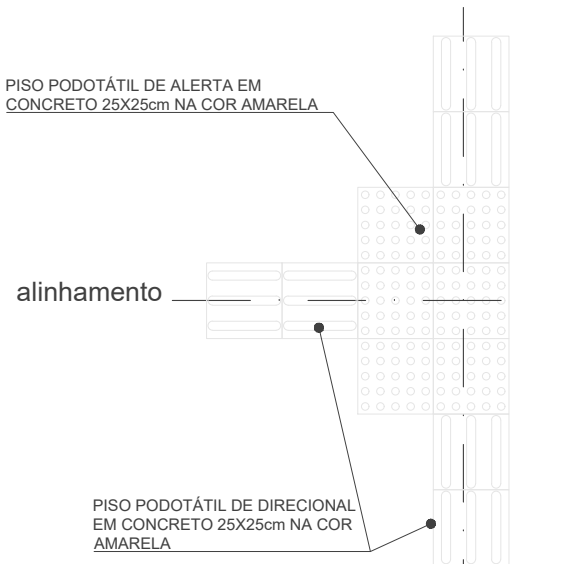 PISO PODOTÁTIL DE ALERTA EM
CONCRETO 25X25cm NA COR AMARELA
alinhamento
PISO PODOTÁTIL DE DIRECIONAL
EM CONCRETO 25X25cm NA COR
AMARELA